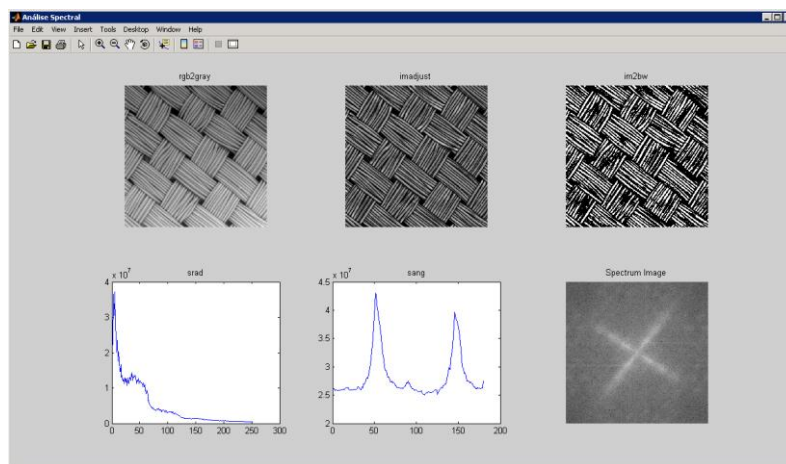 Análise Spectral
File Edit View Insert Tools Desktop Window Help
rgb2gray
imadjust
im2bw
x 10^7
srad
4
3
2
1
0
0 50 100 150 200 250 300
x 10^7
sang
4.5
4
3.5
3
2.5
2
0 50 100 150 200
Spectrum Image